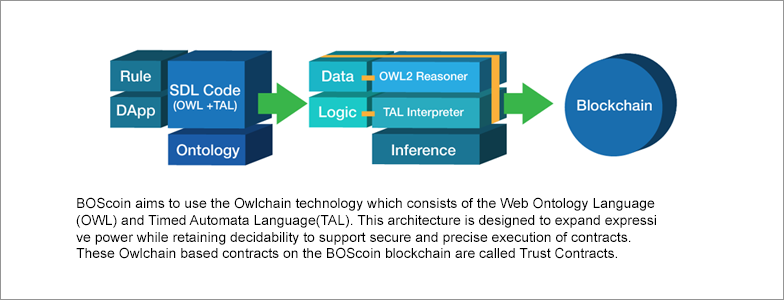 Rule
DApp
SDL Code
(OWL +TAL)
Ontology
Data
OWL2 Reasoner
Logic
TAL Interpreter
Inference
Blockchain
BOScoin aims to use the Owlchain technology which consists of the Web Ontology Language
(OWL) and Timed Automata Language(TAL). This architecture is designed to expand expressi
ve power while retaining decidability to support secure and precise execution of contracts.
These Owlchain based contracts on the BOScoin blockchain are called Trust Contracts.